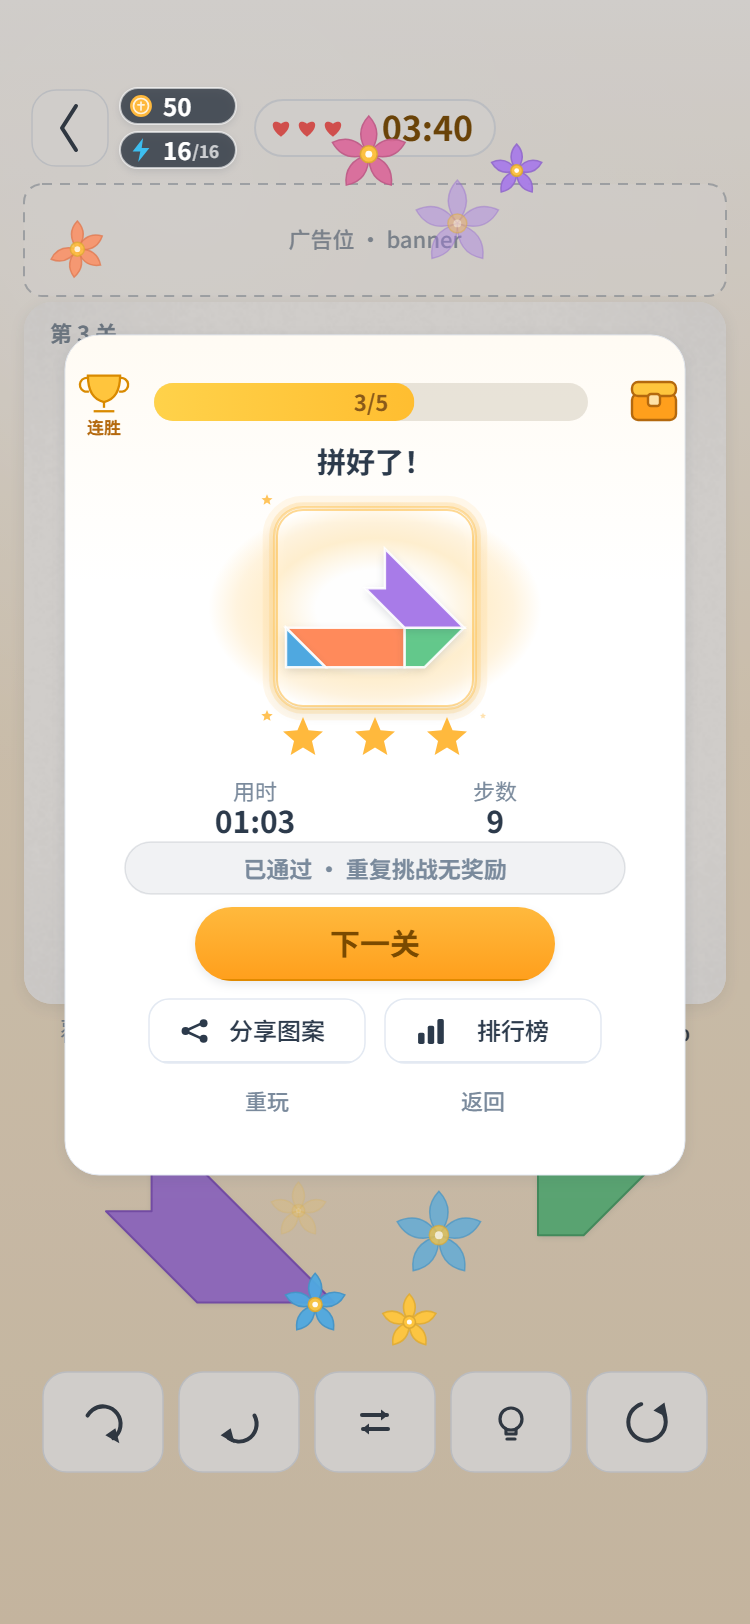 50
16/16
03:40
广告位 · banner
第 3 关
3/5
连胜
拼好了!
用时
步数
01:03
9
已通过 · 重复挑战无奖励
下一关
分享图案
排行榜
重玩
返回